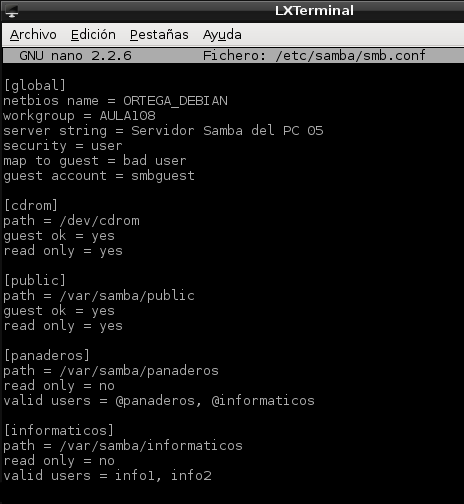 LXTerminal
Archivo Edición Pestañas Ayuda
GNU nano 2.2.6 Fichero: /etc/samba/smb.conf
[global]
netbios name = ORTEGA_DEBIAN
workgroup = AULA108
server string = Servidor Samba del PC 05
security = user
map to guest = bad user
guest account = smbguest
[cdrom]
path = /dev/cdrom
guest ok = yes
read only = yes
[public]
path = /var/samba/public
guest ok = yes
read only = yes
[panaderos]
path = /var/samba/panaderos
read only = no
valid users = @panaderos, @informaticos
[informaticos]
path = /var/samba/informaticos
read only = no
valid users = info1, info2